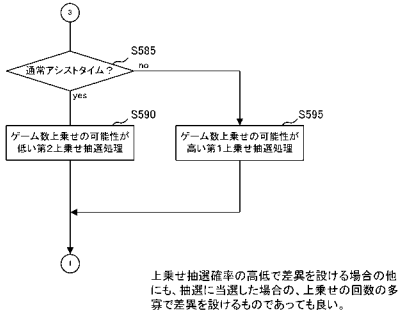 3
S585
通常アシストタイム？
no
yes
S590
S595
ゲーム数上乗せの可能性が
低い第2上乗せ抽選処理
ゲーム数上乗せの可能性が
高い第1上乗せ抽選処理
1
上乗せ抽選確率の高低で差異を設ける場合の他
にも、抽選に当選した場合の、上乗せの回数の多
寡で差異を設けるものであっても良い。